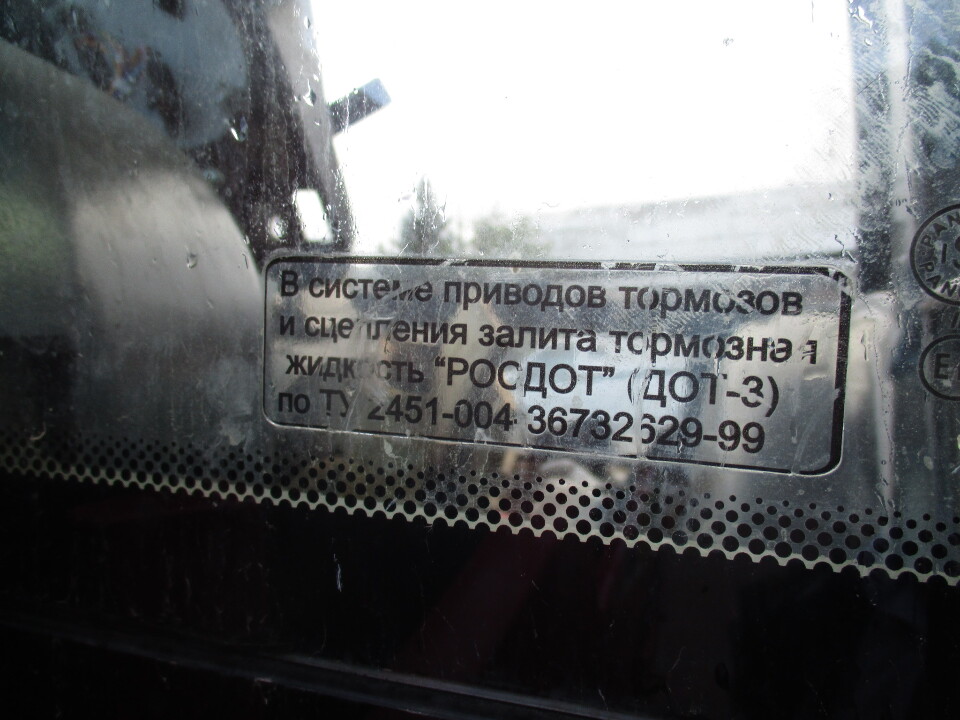 В системе приводов тормозов
и сцепления залита тормозная
жидкость “РОСДОТ” (ДОТ-3)
по ТУ 2451-004-36732629-99